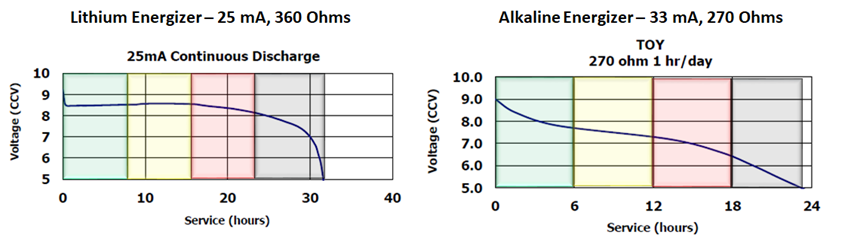 Lithium Energizer – 25 mA, 360 Ohms
25mA Continuous Discharge
Voltage (CCV)
10
9
8
7
6
5
0
10
20
30
40
Service (hours)
Alkaline Energizer – 33 mA, 270 Ohms
TOY
270 ohm 1 hr/day
Voltage (CCV)
10.0
9.0
8.0
7.0
6.0
5.0
0
6
12
18
24
Service (hours)